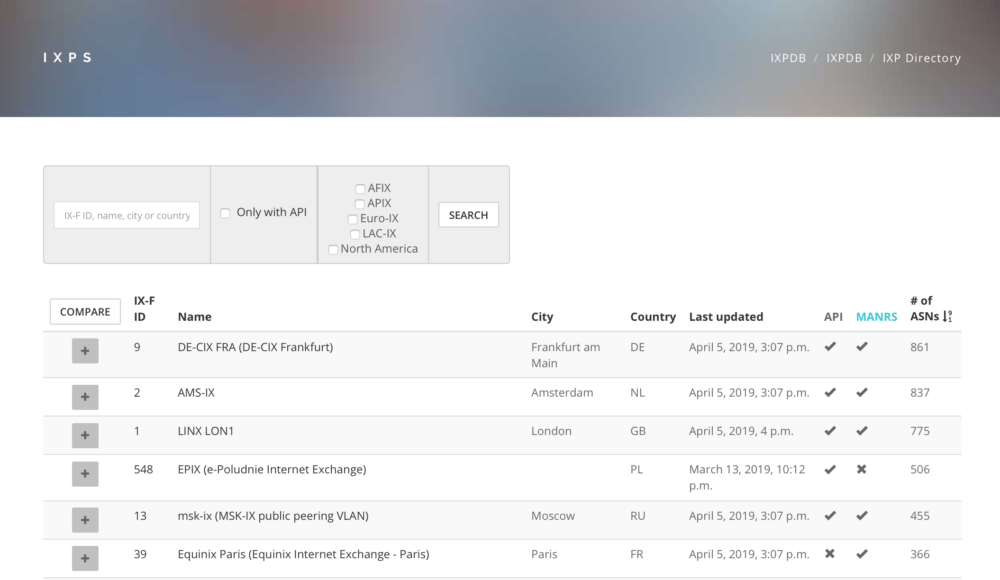 IXPS
IXPDB / IXPDB / IXP Directory
IX-F ID, name, city or country
Only with API
AFIX
APIX
Euro-IX
LAC-IX
North America
SEARCH
COMPARE IX-F ID Name City Country Last updated API MANRS # of ASNs
9 DE-CIX FRA (DE-CIX Frankfurt) Frankfurt am Main DE April 5, 2019, 3:07 p.m. 861
2 AMS-IX Amsterdam NL April 5, 2019, 3:07 p.m. 837
1 LINX LON1 London GB April 5, 2019, 4 p.m. 775
548 EPIX (e-Poludnie Internet Exchange) PL March 13, 2019, 10:12 p.m. 506
13 msk-ix (MSK-IX public peering VLAN) Moscow RU April 5, 2019, 3:07 p.m. 455
39 Equinix Paris (Equinix Internet Exchange - Paris) Paris FR April 5, 2019, 3:07 p.m. 366